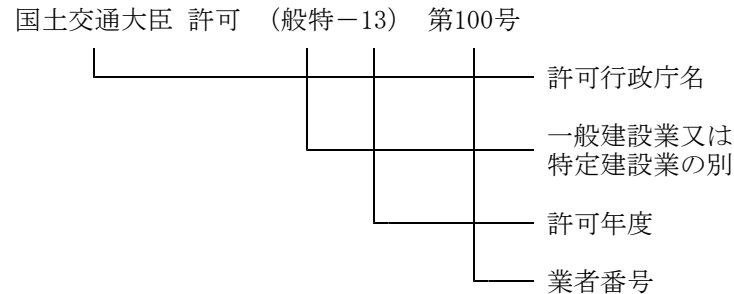 国土交通大臣 許可 （般特－13） 第100号
許可行政庁名
一般建設業又は
特定建設業の別
許可年度
業者番号